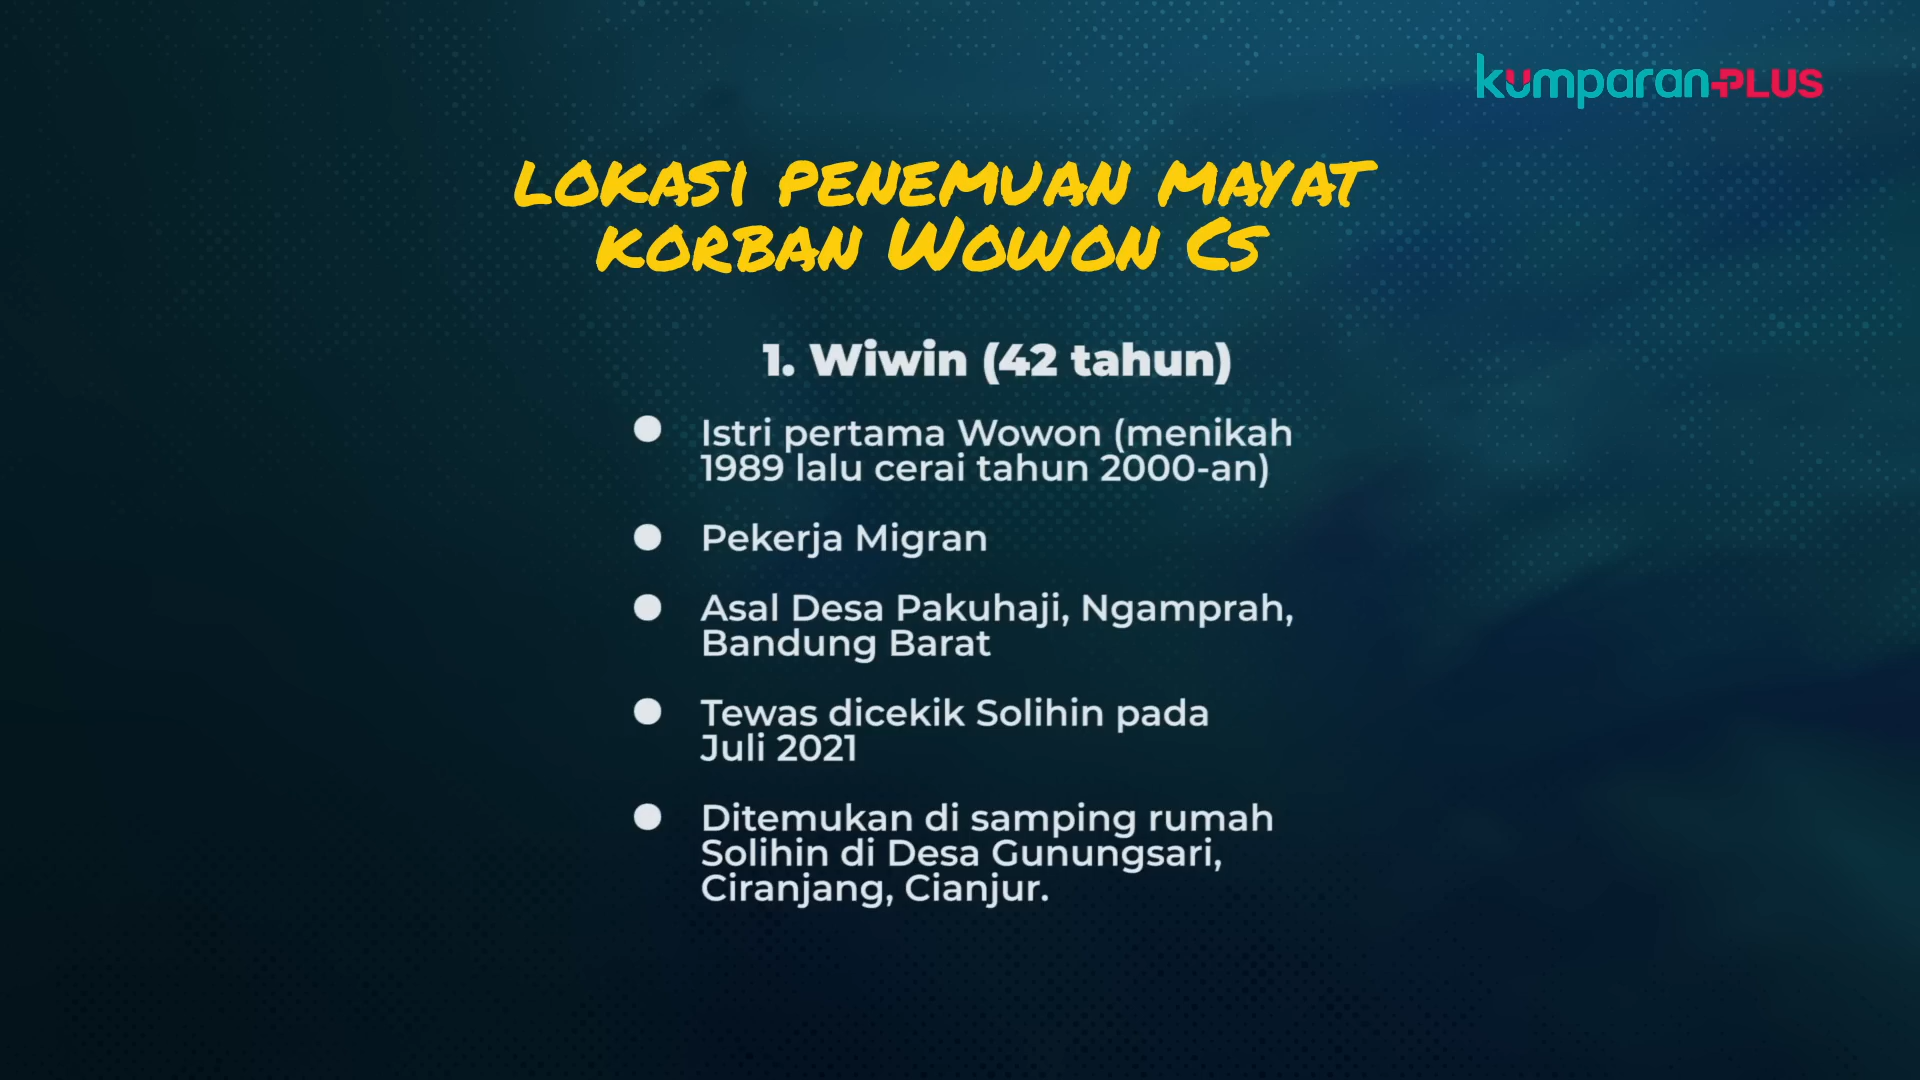 kumparanPLUS
LOKASI PENEMUAN MAYAT
KORBAN WOWON CS
1. Wiwin (42 tahun)
● Istri pertama Wowon (menikah
1989 lalu cerai tahun 2000-an)
● Pekerja Migran
● Asal Desa Pakuhaji, Ngamprah,
Bandung Barat
● Tewas dicekik Solihin pada
Juli 2021
● Ditemukan di samping rumah
Solihin di Desa Gunungsari,
Ciranjang, Cianjur.